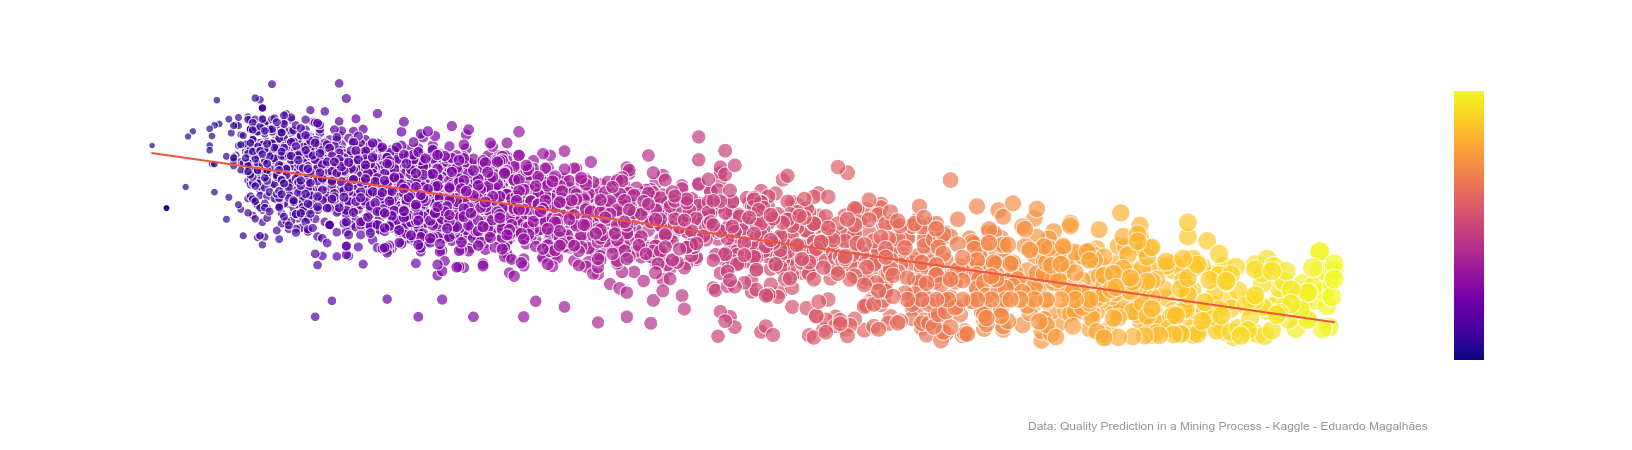 Data: Quality Prediction in a Mining Process - Kaggle - Eduardo Magalhães